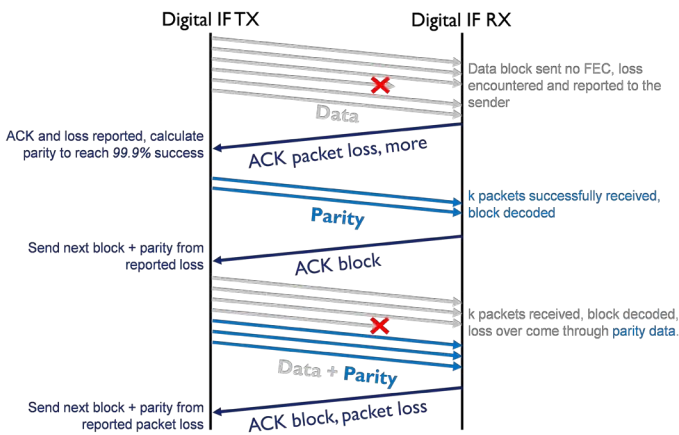 Digital IF TX
Digital IF RX
Data block sent no FEC, loss
encountered and reported to the
sender
Data
ACK and loss reported, calculate
parity to reach 99.9% success
ACK packet loss, more
k packets successfully received,
block decoded
Parity
Send next block + parity from
reported loss
ACK block
k packets received, block decoded,
loss over come through parity data.
Data + Parity
Send next block + parity from
reported packet loss
ACK block, packet loss